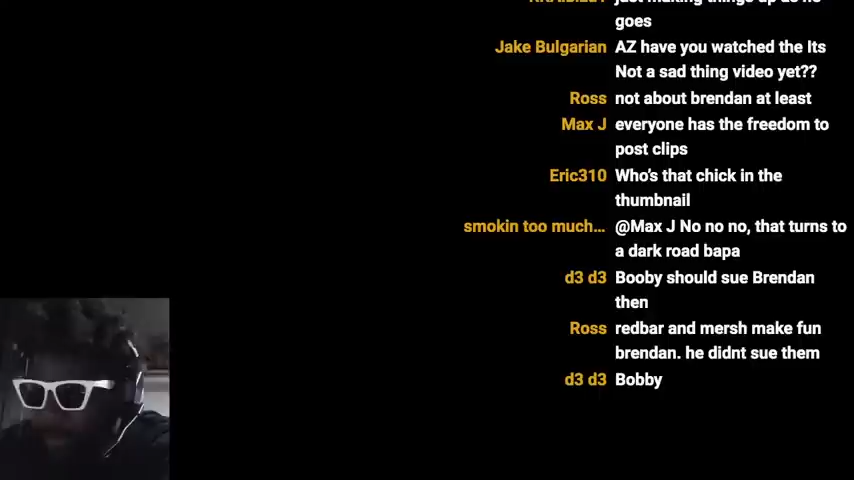 goes
Jake Bulgarian AZ have you watched the Its
Not a sad thing video yet??
Ross not about brendan at least
Max J everyone has the freedom to
post clips
Eric310 Who's that chick in the
thumbnail
smokin too much… @Max J No no no, that turns to
a dark road bapa
d3 d3 Booby should sue Brendan
then
Ross redbar and mersh make fun
brendan. he didnt sue them
d3 d3 Bobby